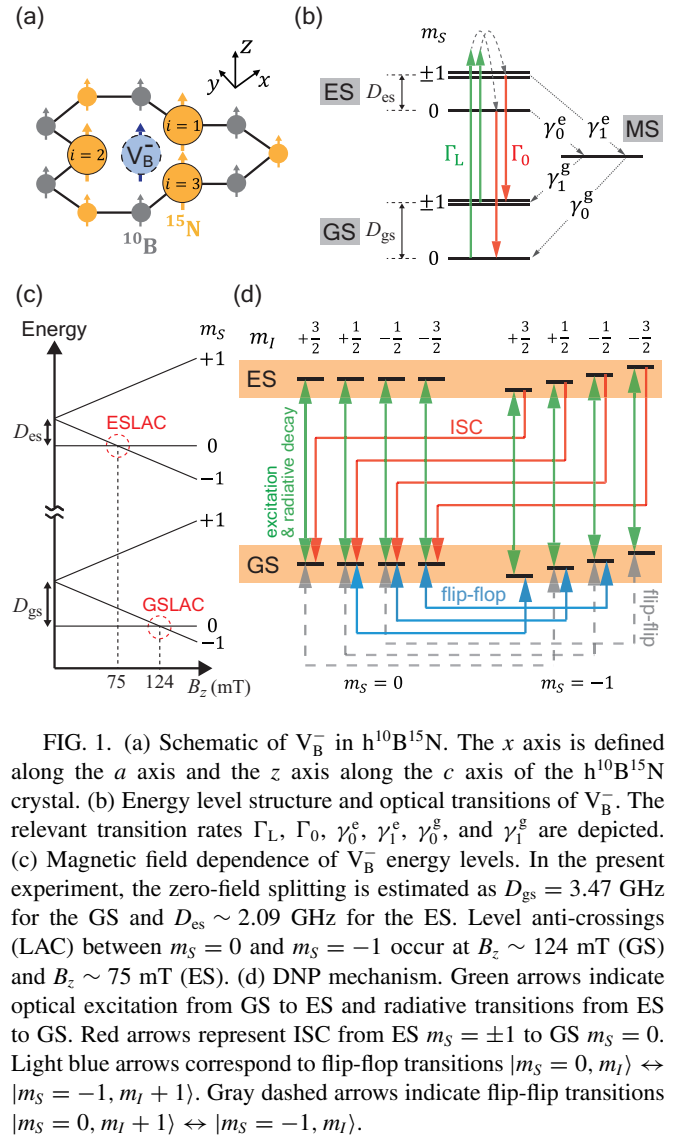 (a)
z
y
x
i = 1
i = 2
V_B^-
i = 3
^10B
^15N
(b)
m_S
ES
D_es
±1
0
γ_0^e
γ_1^e
MS
Γ_L
Γ_0
γ_1^g
γ_0^g
GS
D_gs
±1
0
(c)
Energy
m_S
+1
D_es
ESLAC
0
−1
+1
D_gs
GSLAC
0
−1
75
124
B_z (mT)
(d)
m_I
+3/2 +1/2 −1/2 −3/2 +3/2 +1/2 −1/2 −3/2
ES
ISC
excitation
& radiative decay
GS
flip-flop
flip-flip
m_S = 0
m_S = −1
FIG. 1. (a) Schematic of V_B^- in h^10B^15N. The x axis is defined
along the a axis and the z axis along the c axis of the h^10B^15N
crystal. (b) Energy level structure and optical transitions of V_B^-. The
relevant transition rates Γ_L, Γ_0, γ_0^e, γ_1^e, γ_0^g, and γ_1^g are depicted.
(c) Magnetic field dependence of V_B^- energy levels. In the present
experiment, the zero-field splitting is estimated as D_gs = 3.47 GHz
for the GS and D_es ∼ 2.09 GHz for the ES. Level anti-crossings
(LAC) between m_S = 0 and m_S = −1 occur at B_z ∼ 124 mT (GS)
and B_z ∼ 75 mT (ES). (d) DNP mechanism. Green arrows indicate
optical excitation from GS to ES and radiative transitions from ES
to GS. Red arrows represent ISC from ES m_S = ±1 to GS m_S = 0.
Light blue arrows correspond to flip-flop transitions |m_S = 0, m_I⟩ ↔
|m_S = −1, m_I + 1⟩. Gray dashed arrows indicate flip-flip transitions
|m_S = 0, m_I + 1⟩ ↔ |m_S = −1, m_I⟩.